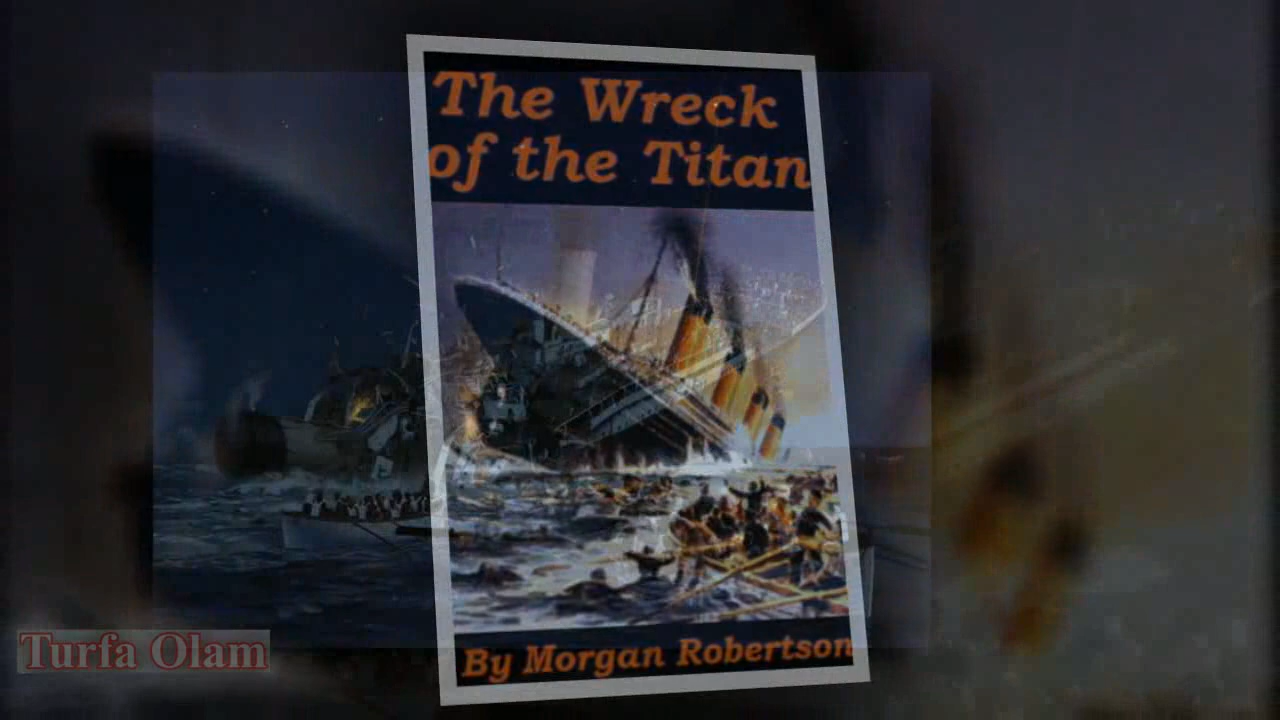 The Wreck
of the Titan
By Morgan Robertson
Turfa Olam